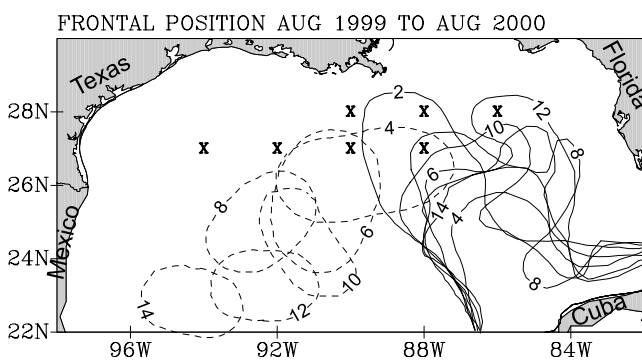 FRONTAL POSITION AUG 1999 TO AUG 2000
Texas
Florida
28N
X X X
2
12
4
10
X X X X
8
26N
6
8
14
4
6
Mexico
24N
8
10
14
12
Cuba
22N
96W 92W 88W 84W